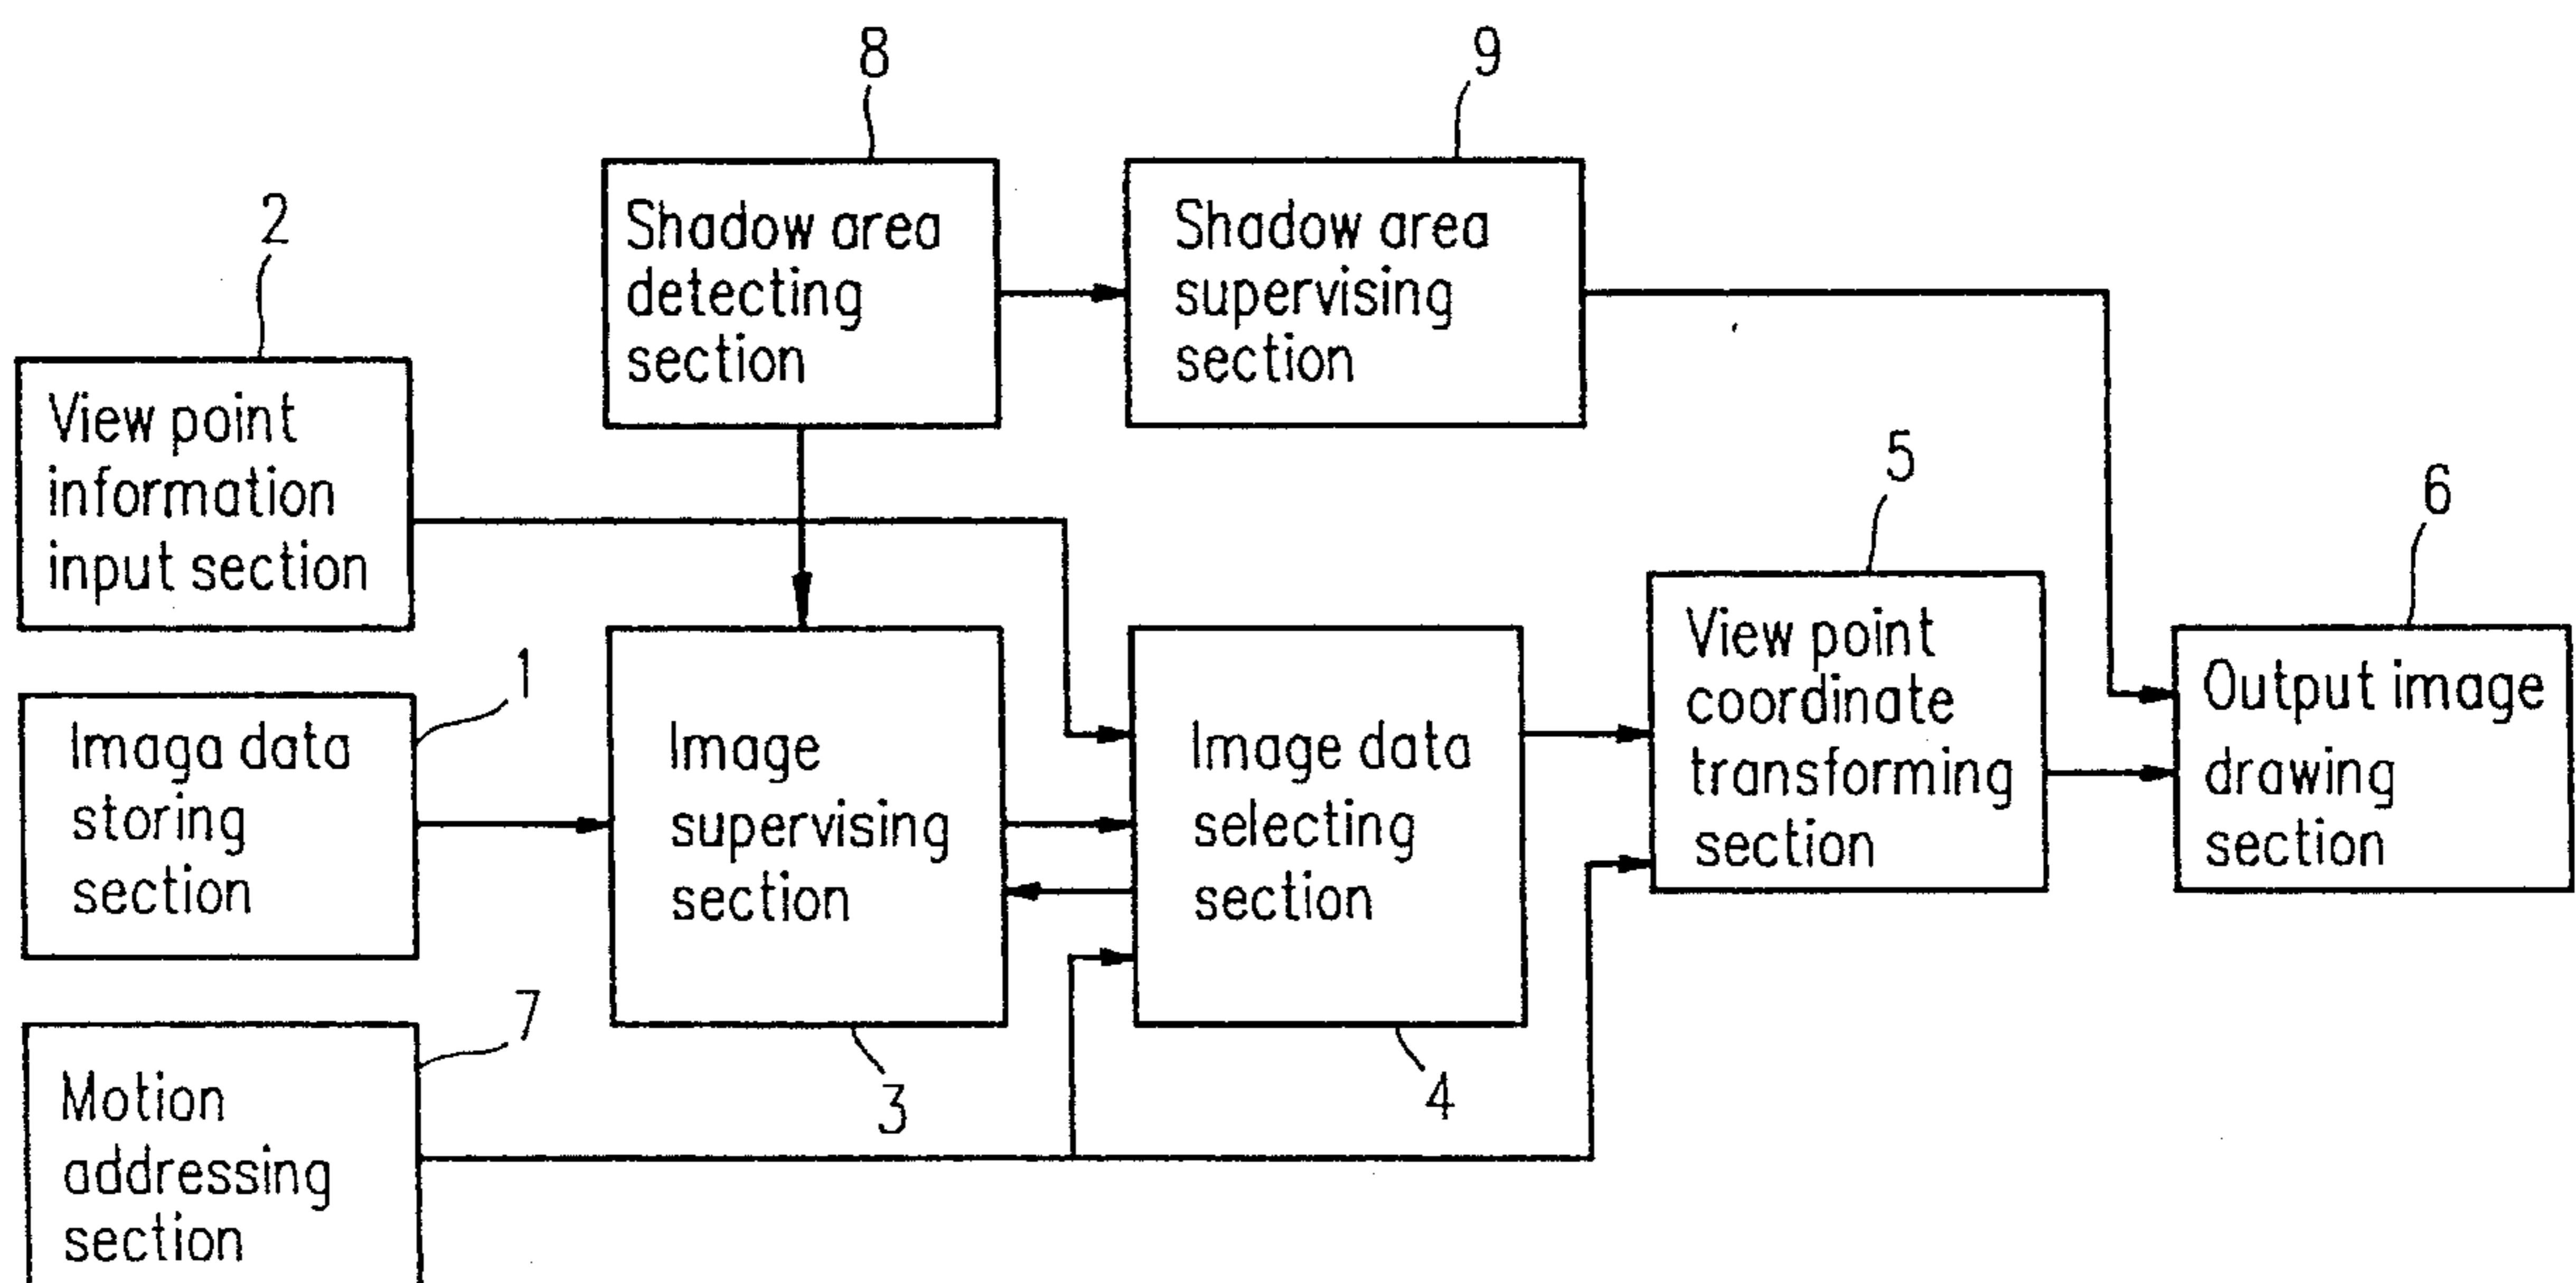 8
9
Shadow area
detecting
section
Shadow area
supervising
section
2
View point
information
input section
5
6
1
Imaga data
storing
section
Image
supervising
section
Image data
selecting
section
View point
coordinate
transforming
section
Output image
drawing
section
7
3
4
Motion
addressing
section